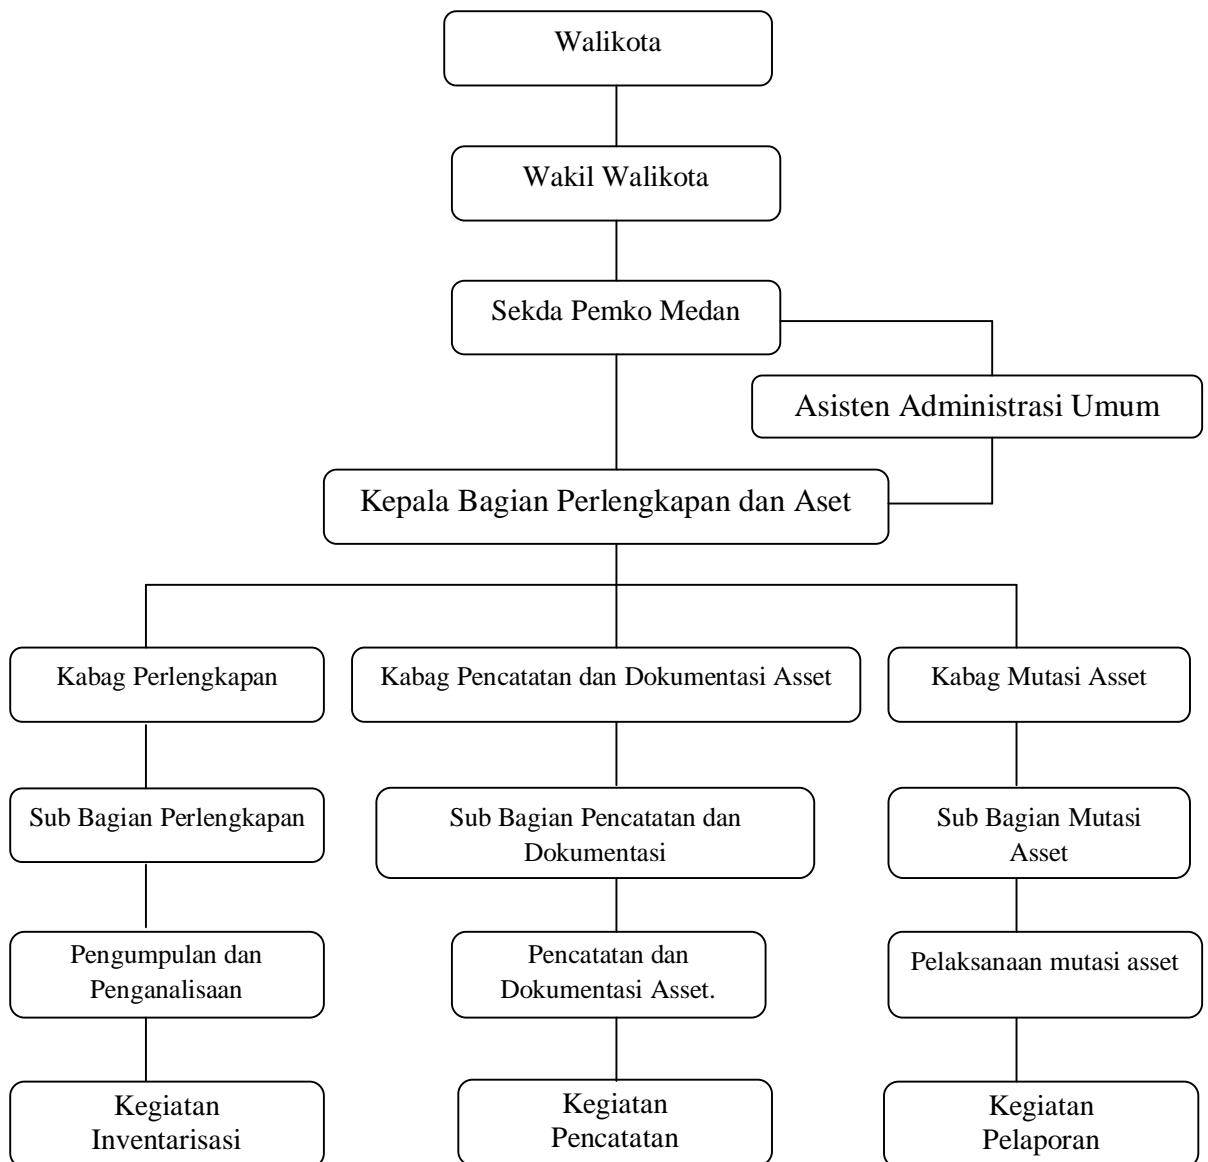 Walikota
Wakil Walikota
Sekda Pemko Medan
Asisten Administrasi Umum
Kepala Bagian Perlengkapan dan Aset
Kabag Perlengkapan
Kabag Pencatatan dan Dokumentasi Asset
Kabag Mutasi Asset
Sub Bagian Perlengkapan
Sub Bagian Pencatatan dan
Dokumentasi
Sub Bagian Mutasi
Asset
Pengumpulan dan
Penganalisaan
Pencatatan dan
Dokumentasi Asset.
Pelaksanaan mutasi asset
Kegiatan
Inventarisasi
Kegiatan
Pencatatan
Kegiatan
Pelaporan